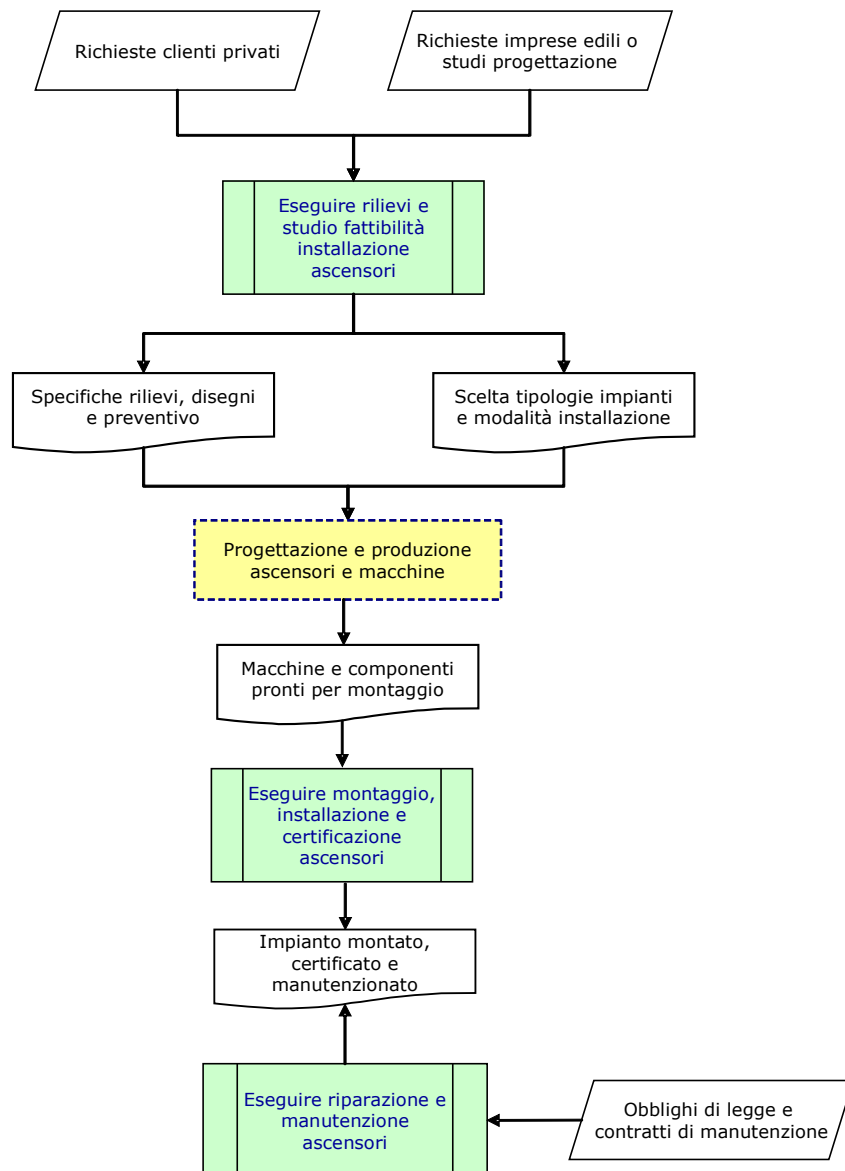 Richieste clienti privati
Richieste imprese edili o
studi progettazione
Eseguire rilievi e
studio fattibilità
installazione
ascensori
Specifiche rilievi, disegni
e preventivo
Scelta tipologie impianti
e modalità installazione
Progettazione e produzione
ascensori e macchine
Macchine e componenti
pronti per montaggio
Eseguire montaggio,
installazione e
certificazione
ascensori
Impianto montato,
certificato e
manutenzionato
Eseguire riparazione e
manutenzione
ascensori
Obblighi di legge e
contratti di manutenzione